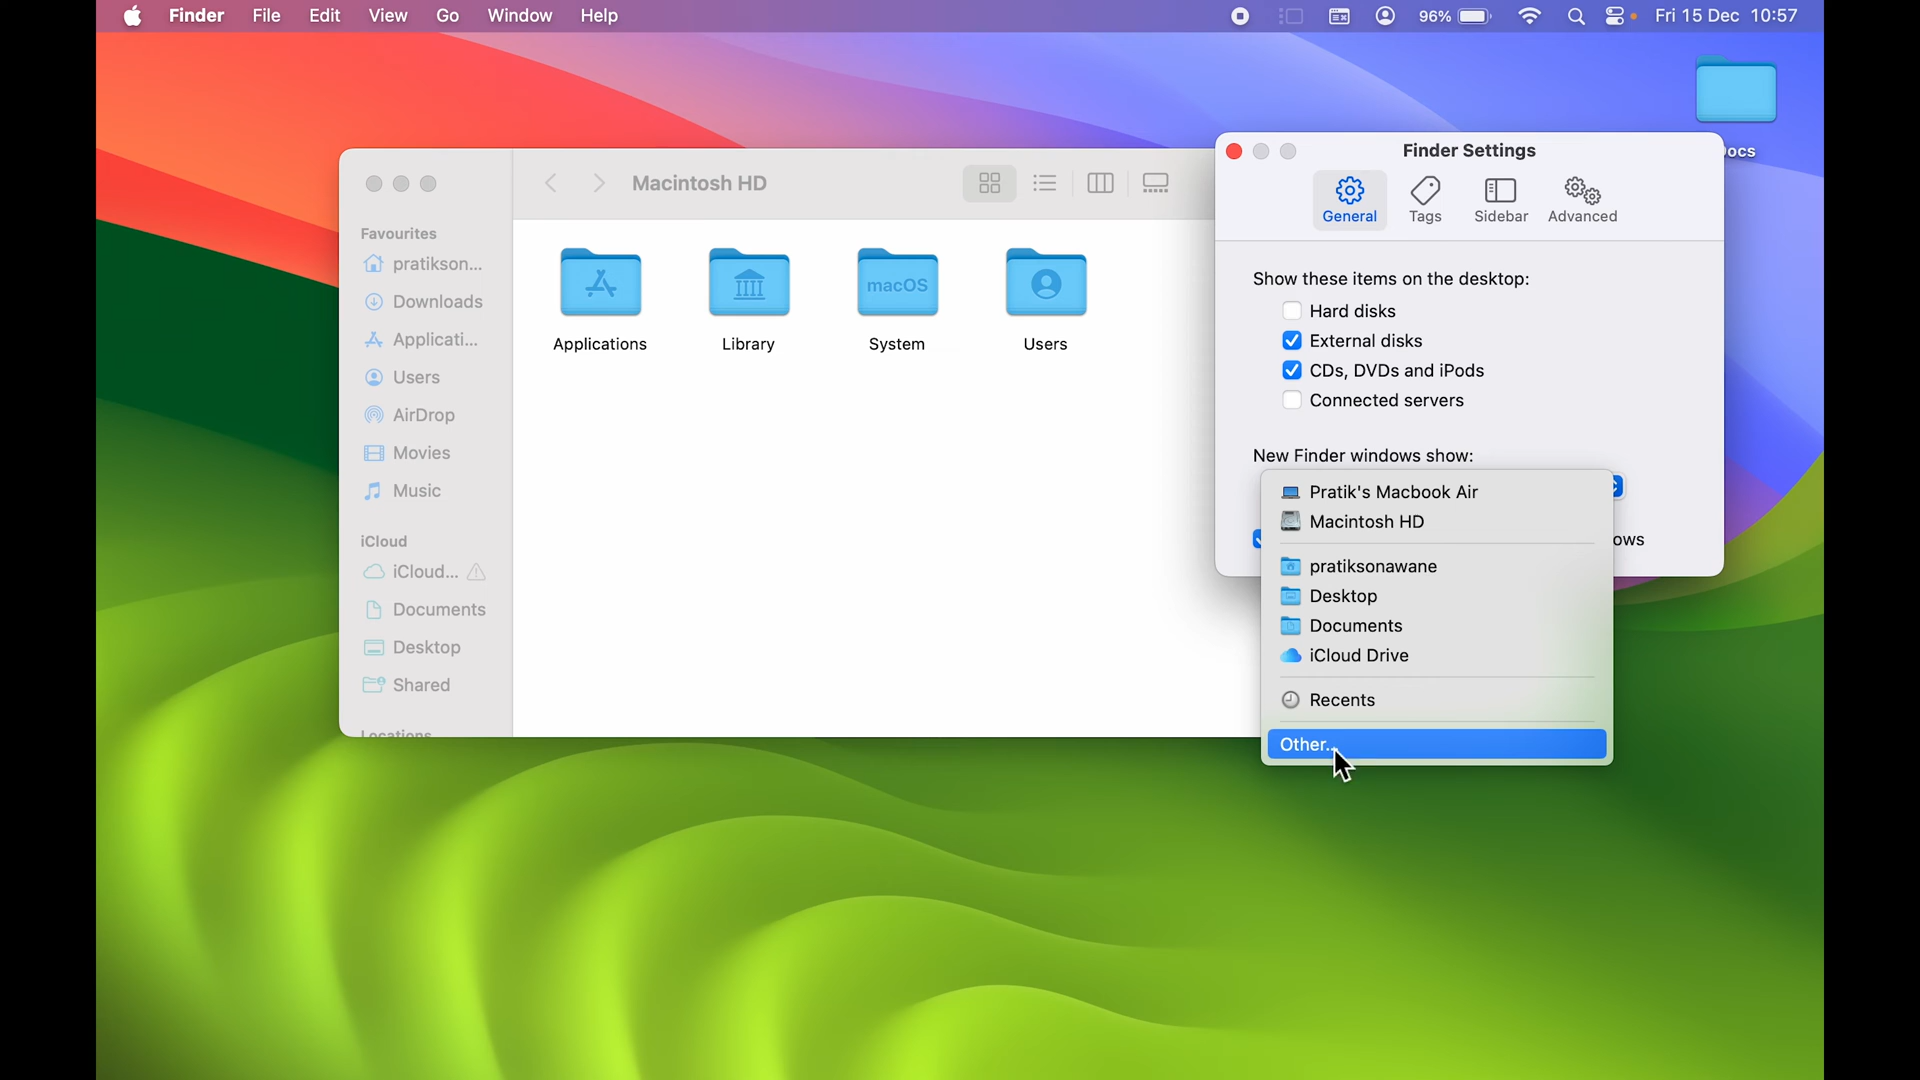 Finder File Edit View Go Window Help 96% Fri 15 Dec 10:57
ocs
Macintosh HD
Favourites
pratikson...
Downloads
Applicati...
Users
AirDrop
Movies
Music
iCloud
iCloud...
Documents
Desktop
Shared
Locations
macOS
Applications Library System Users
Finder Settings
General Tags Sidebar Advanced
Show these items on the desktop:
Hard disks
External disks
CDs, DVDs and iPods
Connected servers
New Finder windows show:
Pratik's Macbook Air
Macintosh HD
ows
pratiksonawane
Desktop
Documents
iCloud Drive
Recents
Other...